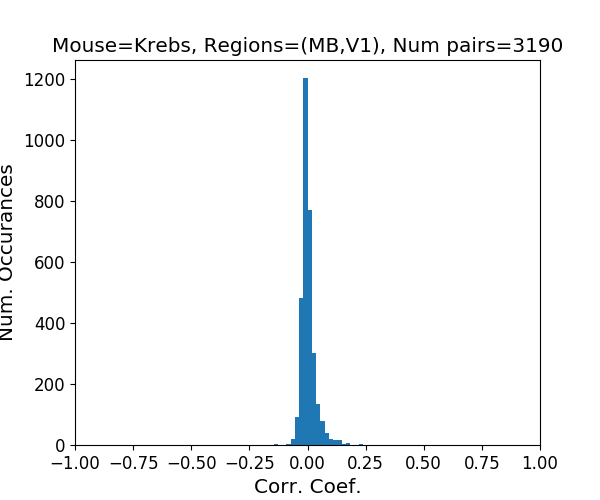 Mouse=Krebs, Regions=(MB,V1), Num pairs=3190
1200
1000
800
600
400
200
0
Num. Occurances
−1.00 −0.75 −0.50 −0.25 0.00 0.25 0.50 0.75 1.00
Corr. Coef.